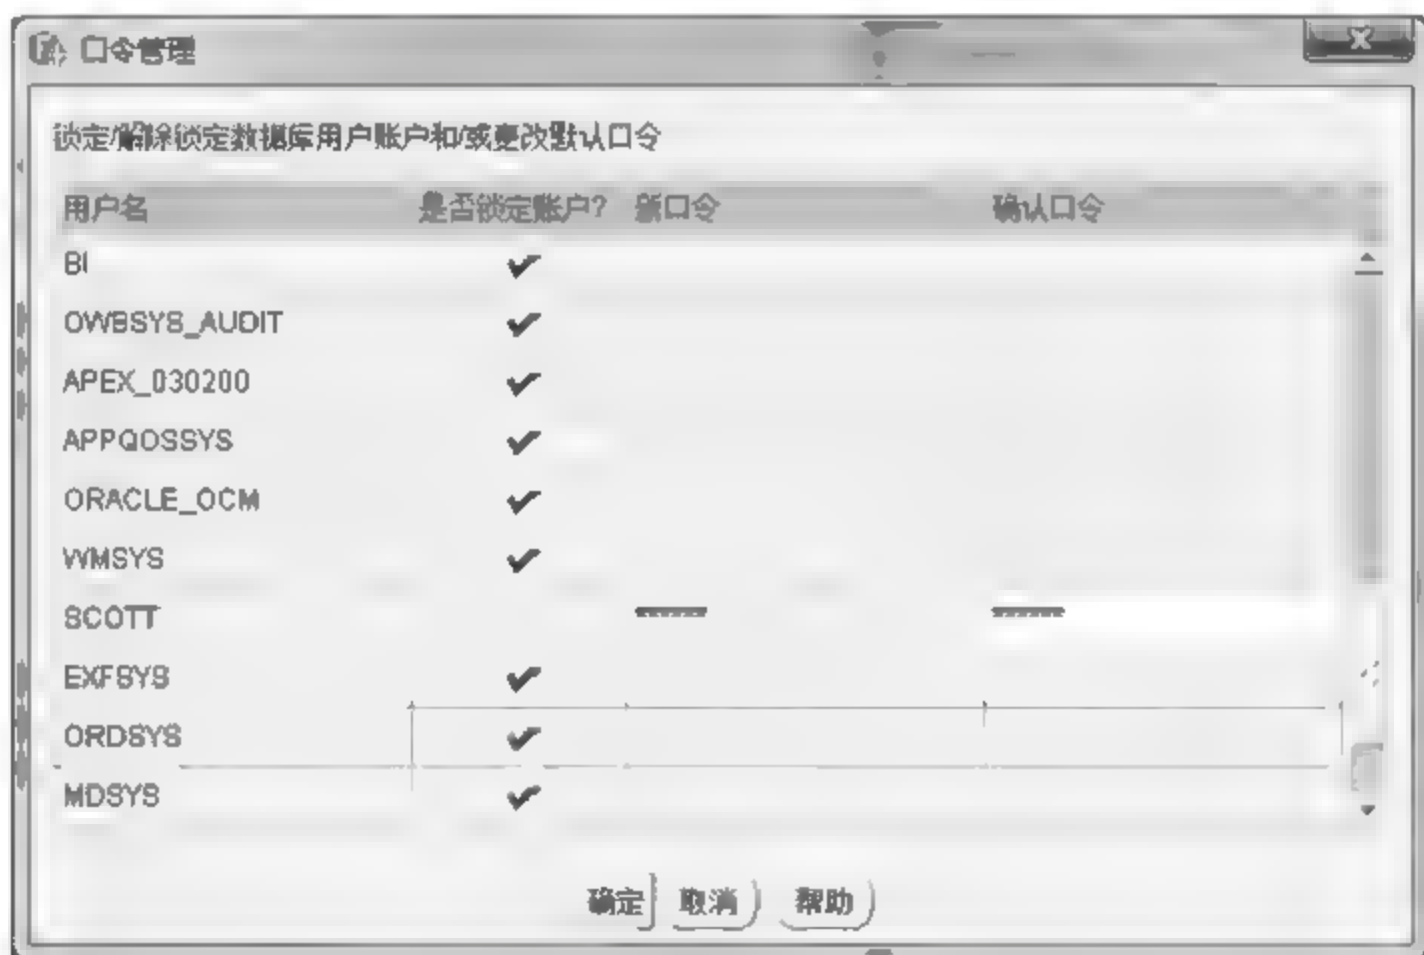 口令管理
锁定/解除锁定数据库用户账户和/或更改默认口令
用户名 是否锁定账户? 新口令 确认口令
BI
OWBSYS_AUDIT
APEX_030200
APPQOSSYS
ORACLE_OCM
WMSYS
SCOTT
EXFSYS
ORDSYS
MDSYS
确定 取消 帮助